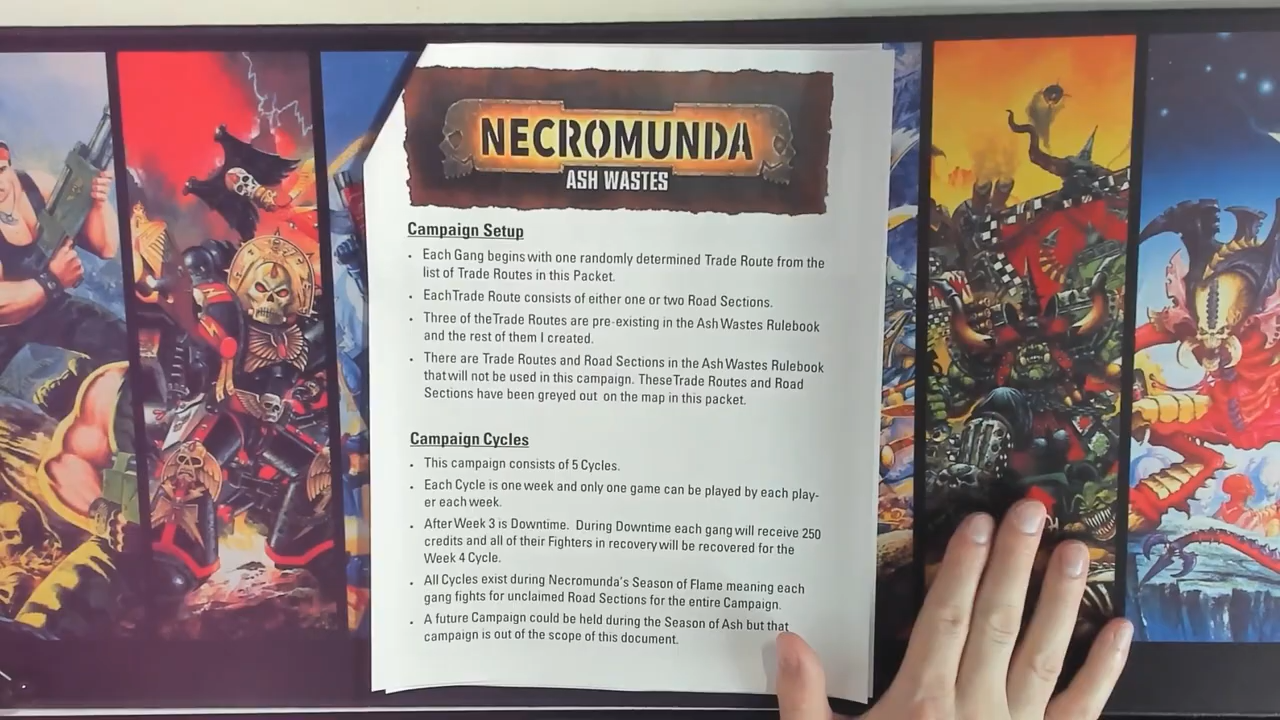 NECROMUNDA
ASH WASTES
Campaign Setup
• Each Gang begins with one randomly determined Trade Route from the
list of Trade Routes in this Packet.
• Each Trade Route consists of either one or two Road Sections.
• Three of the Trade Routes are pre-existing in the Ash Wastes Rulebook
and the rest of them I created.
• There are Trade Routes and Road Sections in the Ash Wastes Rulebook
that will not be used in this campaign. These Trade Routes and Road
Sections have been greyed out on the map in this packet.
Campaign Cycles
• This campaign consists of 5 Cycles.
• Each Cycle is one week and only one game can be played by each play-
er each week.
• After Week 3 is Downtime. During Downtime each gang will receive 250
credits and all of their Fighters in recovery will be recovered for the
Week 4 Cycle.
• All Cycles exist during Necromunda's Season of Flame meaning each
gang fights for unclaimed Road Sections for the entire Campaign.
• A future Campaign could be held during the Season of Ash but that
campaign is out of the scope of this document.